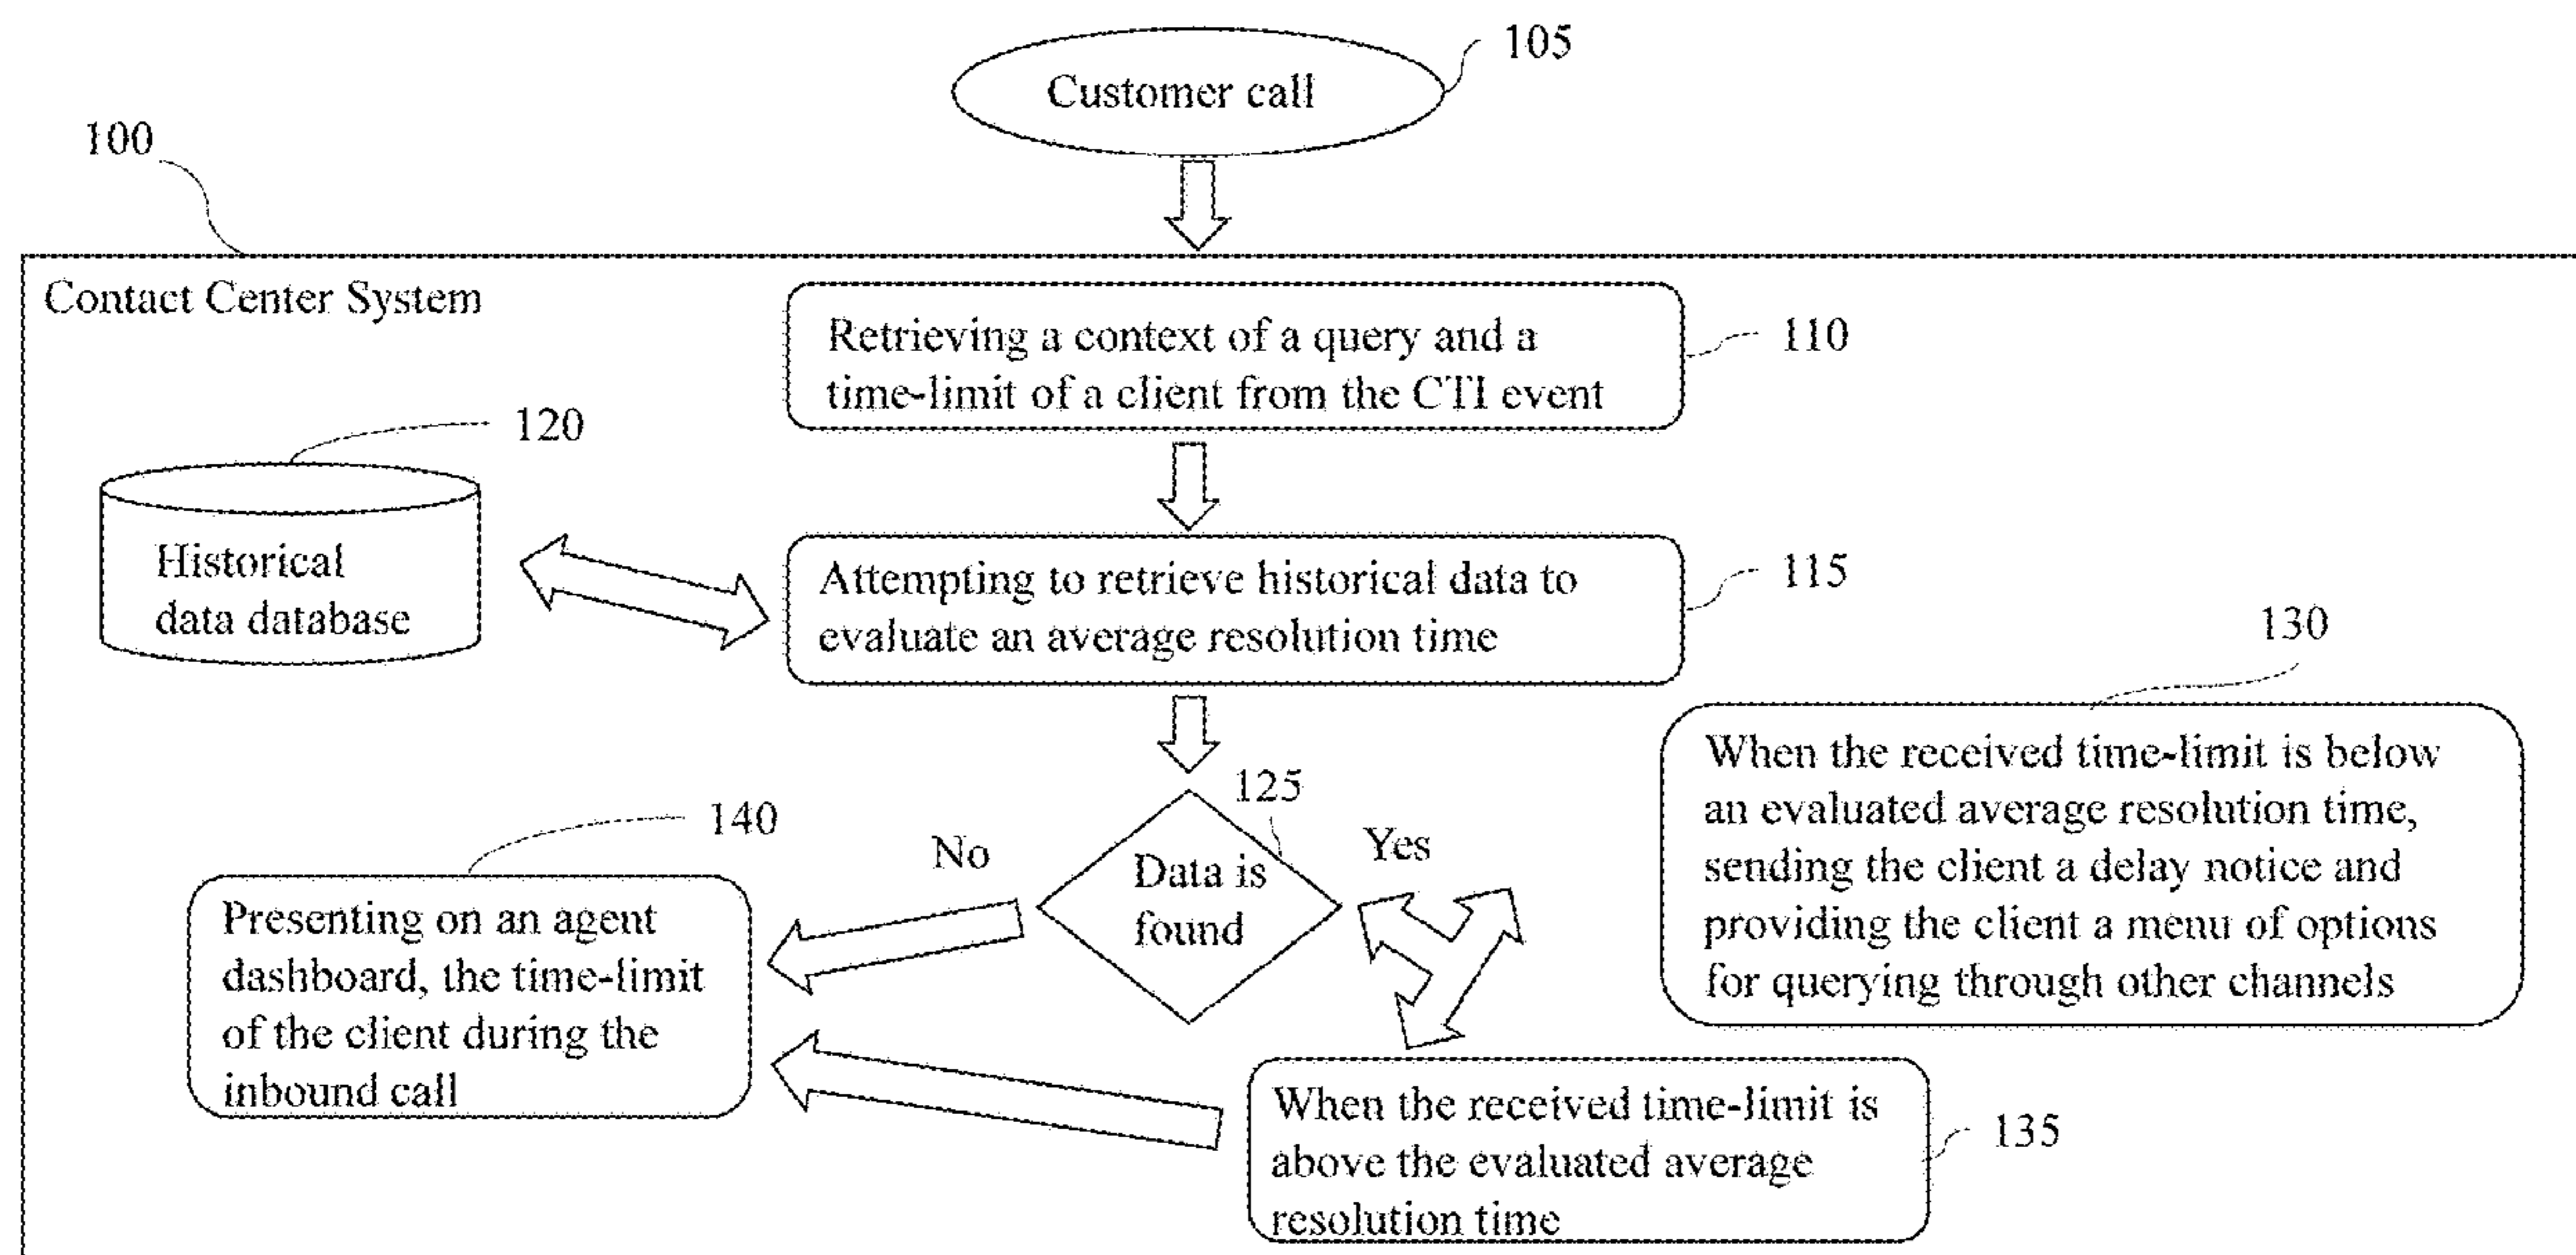 Customer call
105
100
Contact Center System
Retrieving a context of a query and a
time-limit of a client from the CTI event
110
120
Historical
data database
Attempting to retrieve historical data to
evaluate an average resolution time
115
130
When the received time-limit is below
an evaluated average resolution time,
sending the client a delay notice and
providing the client a menu of options
for querying through other channels
125
Data is
found
No
Yes
140
Presenting on an agent
dashboard, the time-limit
of the client during the
inbound call
When the received time-limit is
above the evaluated average
resolution time
135